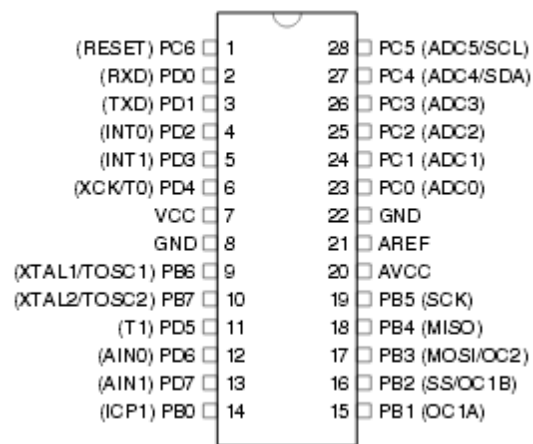 (RESET) PC6 1 28 PC5 (ADC5/SCL)
(RXD) PD0 2 27 PC4 (ADC4/SDA)
(TXD) PD1 3 26 PC3 (ADC3)
(INT0) PD2 4 25 PC2 (ADC2)
(INT1) PD3 5 24 PC1 (ADC1)
(XCK/T0) PD4 6 23 PC0 (ADC0)
VCC 7 22 GND
GND 8 21 AREF
(XTAL1/TOSC1) PB6 9 20 AVCC
(XTAL2/TOSC2) PB7 10 19 PB5 (SCK)
(T1) PD5 11 18 PB4 (MISO)
(AIN0) PD6 12 17 PB3 (MOSI/OC2)
(AIN1) PD7 13 16 PB2 (SS/OC1B)
(ICP1) PB0 14 15 PB1 (OC1A)